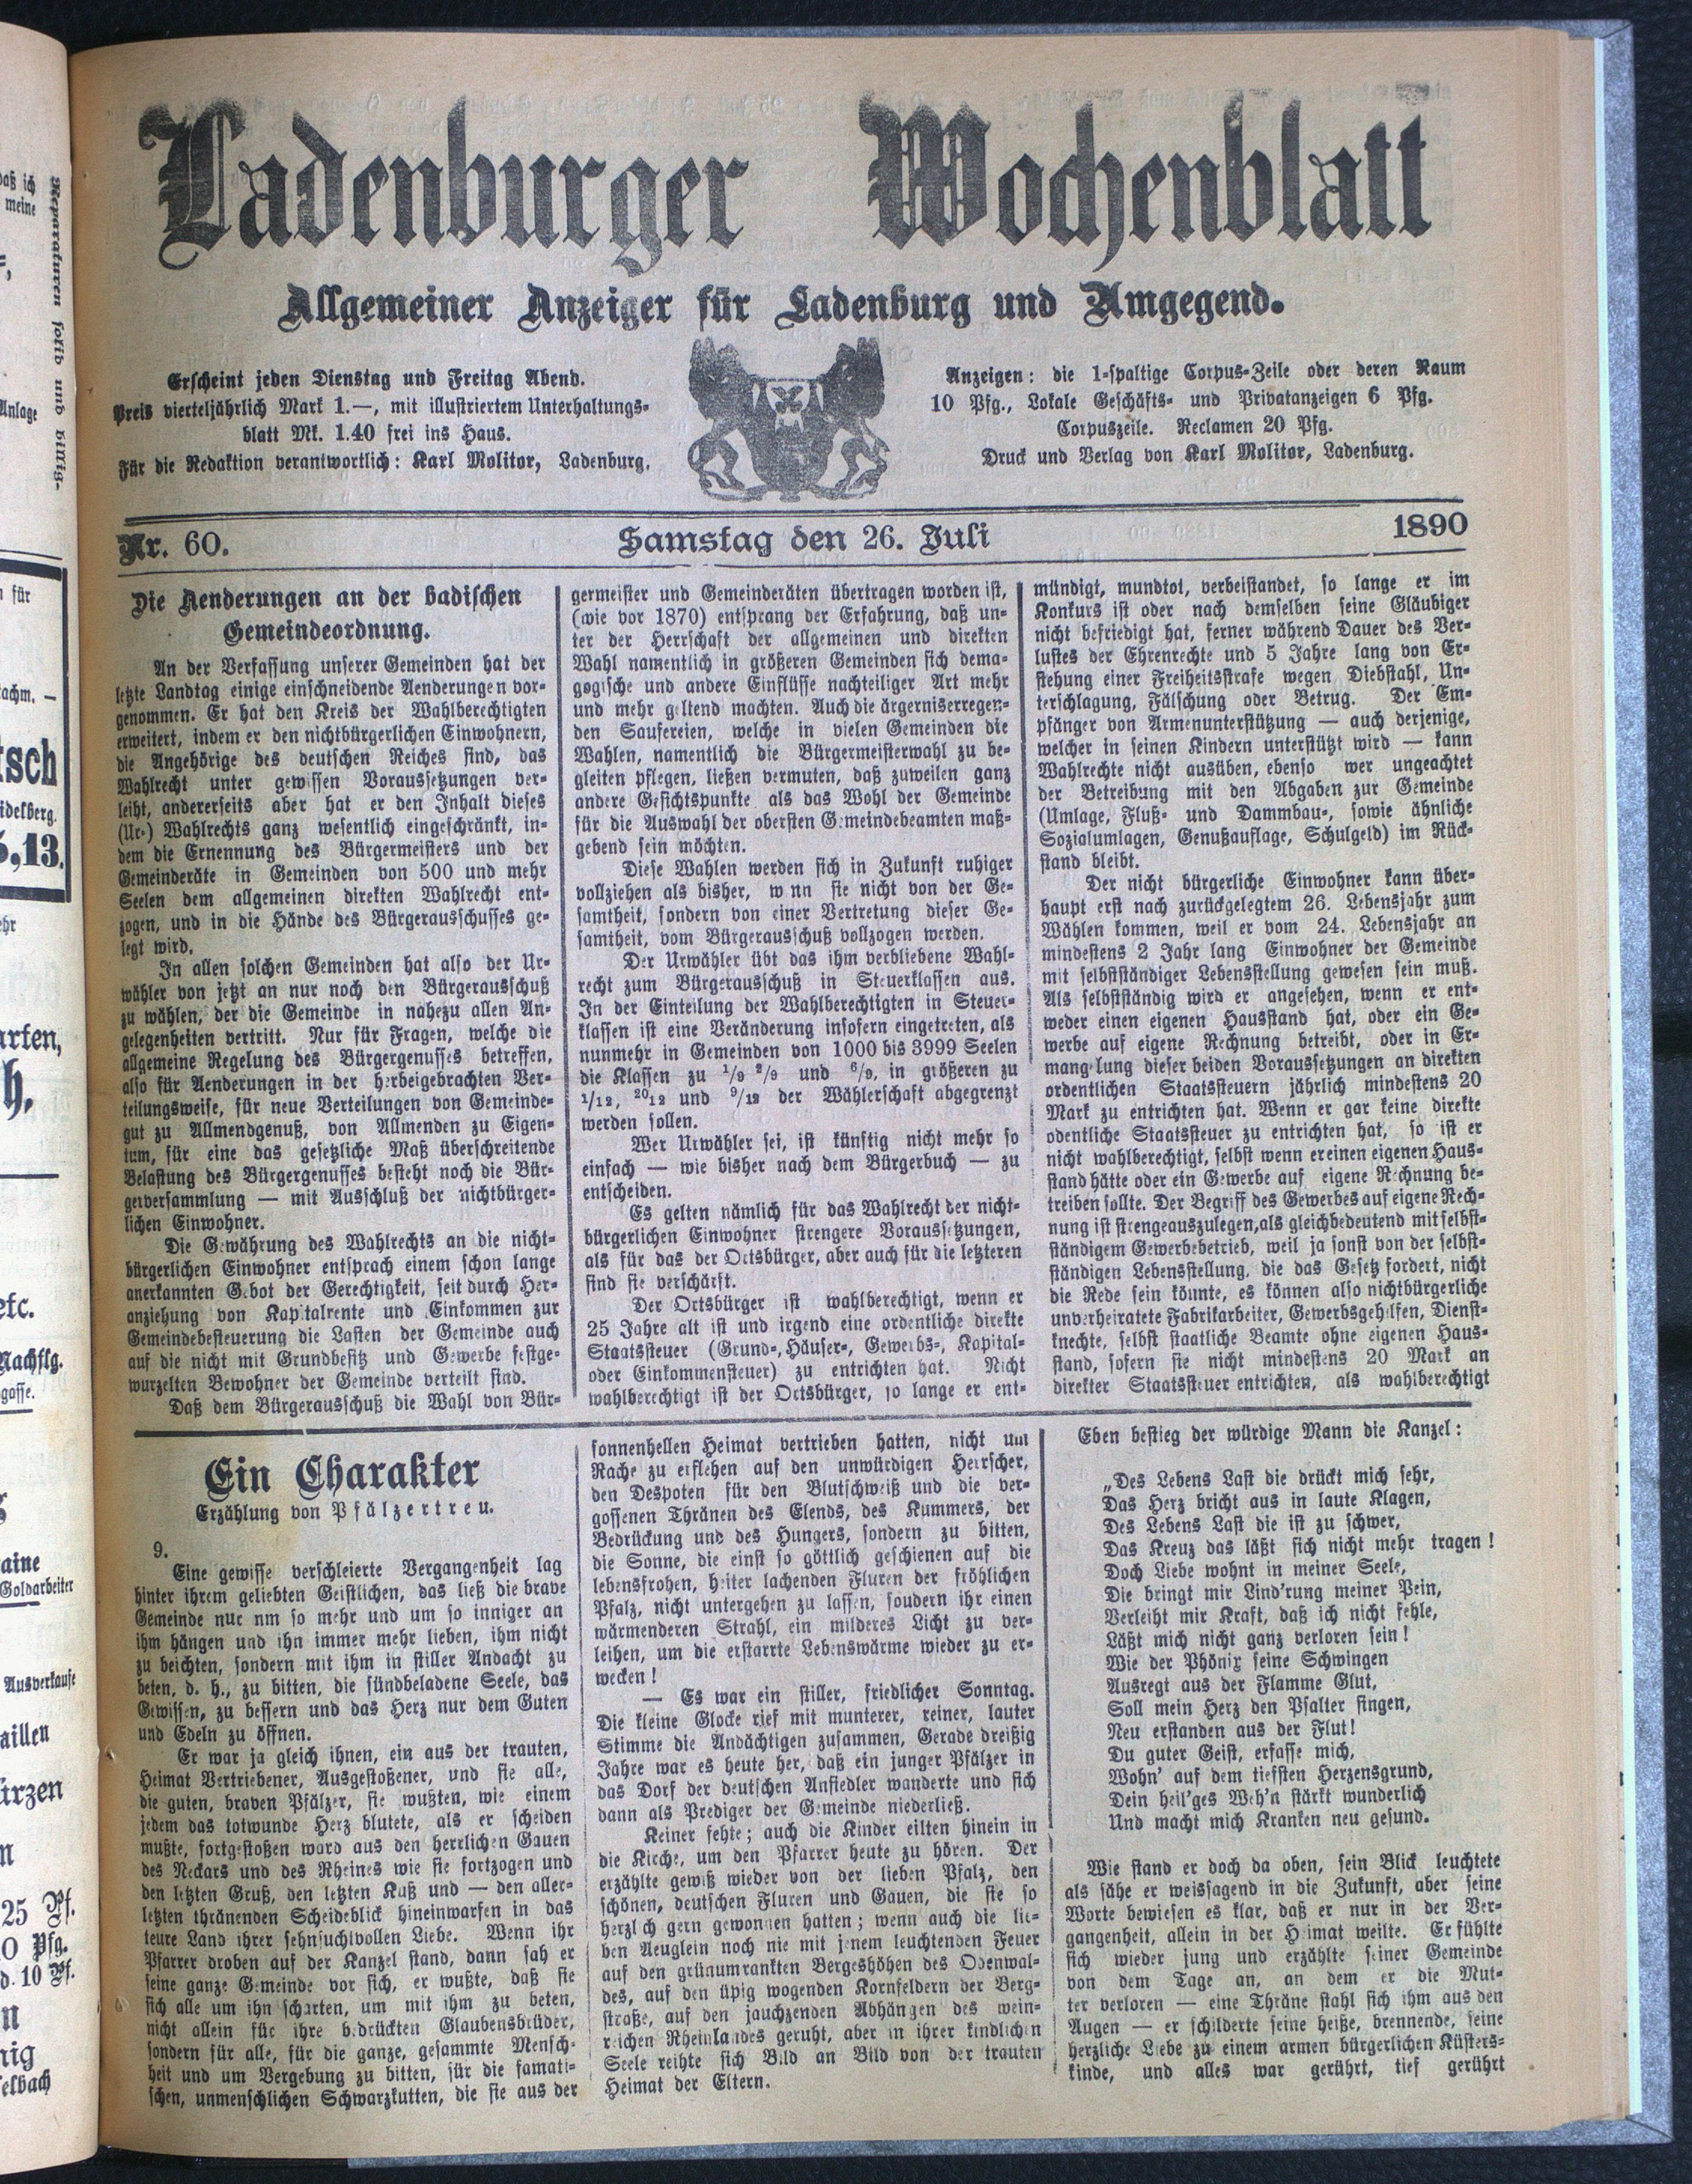 Ladenburger Wochenblatt
Allgemeiner Anzeiger für Ladenburg und Umgegend.
Erscheint jeden Dienstag und Freitag Abend.
Preis vierteljährlich Mark 1.—, mit illustriertem Unterhaltungs-
blatt Mk. 1.40 frei ins Haus.
Für die Redaktion verantwortlich: Karl Molitor, Ladenburg.
Anzeigen: die 1-spaltige Corpus-Zeile oder deren Raum
10 Pfg., Lokale Geschäfts- und Privatanzeigen 6 Pfg.
Corpuszeile. Reclamen 20 Pfg.
Druck und Verlag von Karl Molitor, Ladenburg.
Nr. 60.
Samstag den 26. Juli
1890
Die Aenderungen an der badischen
Gemeindeordnung.
An der Verfassung unserer Gemeinden hat der
letzte Landtag einige einschneidende Aenderungen vor-
genommen. Er hat den Kreis der Wahlberechtigten
erweitert, indem er den nichtbürgerlichen Einwohnern,
die Angehörige des deutschen Reiches sind, das
Wahlrecht unter gewissen Voraussetzungen ver-
leiht, andererseits aber hat er den Inhalt dieses
(Ur-) Wahlrechts ganz wesentlich eingeschränkt, in-
dem die Ernennung des Bürgermeisters und der
Gemeinderäte in Gemeinden von 500 und mehr
Seelen dem allgemeinen direkten Wahlrecht ent-
zogen, und in die Hände des Bürgerausschusses ge-
legt wird.
In allen solchen Gemeinden hat also der Ur-
wähler von jetzt an nur noch den Bürgerausschuß
zu wählen, der die Gemeinde in nahezu allen An-
gelegenheiten vertritt. Nur für Fragen, welche die
allgemeine Regelung des Bürgergenusses betreffen,
also für Aenderungen in der herbeigebrachten Ver-
teilungsweise, für neue Verteilungen von Gemeinde-
gut zu Allmendgenuß, von Allmenden zu Eigen-
tum, für eine das gesetzliche Maß überschreitende
Belastung des Bürgergenusses besteht noch die Bür-
gerversammlung — mit Ausschluß der nichtbürger-
lichen Einwohner.
Die Gewährung des Wahlrechts an die nicht-
bürgerlichen Einwohner entsprach einem schon lange
anerkannten Gebot der Gerechtigkeit, seit durch Her-
anziehung von Kapitalrente und Einkommen zur
Gemeindebesteuerung die Lasten der Gemeinde auch
auf die nicht mit Grundbesitz und Gewerbe festge-
wurzelten Bewohner der Gemeinde verteilt sind.
Daß dem Bürgerausschuß die Wahl von Bür-
germeister und Gemeinderäten übertragen worden ist,
(wie vor 1870) entsprang der Erfahrung, daß un-
ter der Herrschaft der allgemeinen und direkten
Wahl namentlich in größeren Gemeinden sich dema-
gogische und andere Einflüsse nachteiliger Art mehr
und mehr geltend machten. Auch die ärgerniserregen-
den Saufereien, welche in vielen Gemeinden die
Wahlen, namentlich die Bürgermeisterwahl zu be-
gleiten pflegen, ließen vermuten, daß zuweilen ganz
andere Gesichtspunkte als das Wohl der Gemeinde
für die Auswahl der obersten Gemeindebeamten maß-
gebend sein möchten.
Diese Wahlen werden sich in Zukunft ruhiger
vollziehen als bisher, w nn sie nicht von der Ge-
samtheit, sondern von einer Vertretung dieser Ge-
samtheit, vom Bürgerausschuß vollzogen werden.
Der Urwähler übt das ihm verbliebene Wahl-
recht zum Bürgerausschuß in Steuerklassen aus.
In der Einteilung der Wahlberechtigten in Steuer-
klassen ist eine Veränderung insofern eingetreten, als
nunmehr in Gemeinden von 1000 bis 3999 Seelen
die Klassen zu 1/9 2/9 und 6/9, in größeren zu
1/12, 2012 und 9/12 der Wählerschaft abgegrenzt
werden sollen.
Wer Urwähler sei, ist künftig nicht mehr so
einfach — wie bisher nach dem Bürgerbuch — zu
entscheiden.
Es gelten nämlich für das Wahlrecht der nicht-
bürgerlichen Einwohner strengere Voraussetzungen,
als für das der Ortsbürger, aber auch für die letzteren
sind sie verschärft.
Der Ortsbürger ist wahlberechtigt, wenn er
25 Jahre alt ist und irgend eine ordentliche direkte
Staatssteuer (Grund-, Häuser-, Gewerbs-, Kapital-
oder Einkommensteuer) zu entrichten hat. Nicht
wahlberechtigt ist der Ortsbürger, so lange er ent-
mündigt, mundtot, verbeistandet, so lange er im
Konkurs ist oder nach demselben seine Gläubiger
nicht befriedigt hat, ferner während Dauer des Ver-
lustes der Ehrenrechte und 5 Jahre lang von Er-
stehung einer Freiheitsstrafe wegen Diebstahl, Un-
terschlagung, Fälschung oder Betrug. Der Em-
pfänger von Armenunterstützung — auch derjenige,
welcher in seinen Kindern unterstützt wird — kann
Wahlrechte nicht ausüben, ebenso wer ungeachtet
der Betreibung mit den Abgaben zur Gemeinde
(Umlage, Fluß- und Dammbau-, sowie ähnliche
Sozialumlagen, Genußauflage, Schulgeld) im Rück-
stand bleibt.
Der nicht bürgerliche Einwohner kann über-
haupt erst nach zurückgelegtem 26. Lebensjahr zum
Wählen kommen, weil er vom 24. Lebensjahr an
mindestens 2 Jahr lang Einwohner der Gemeinde
mit selbstständiger Lebensstellung gewesen sein muß.
Als selbstständig wird er angesehen, wenn er ent-
weder einen eigenen Hausstand hat, oder ein Ge-
werbe auf eigene Rechnung betreibt, oder in Er-
mang lung dieser beiden Voraussetzungen an direkten
ordentlichen Staatssteuern jährlich mindestens 20
Mark zu entrichten hat. Wenn er gar keine direkte
odentliche Staatssteuer zu entrichten hat, so ist er
nicht wahlberechtigt, selbst wenn er einen eigenen Haus-
stand hätte oder ein Gewerbe auf eigene Rechnung be-
treiben sollte. Der Begriff des Gewerbes auf eigene Rech-
nung ist strenge auszulegen, als gleichbedeutend mit selbst-
ständigem Gewerbebetrieb, weil ja sonst von der selbst-
ständigen Lebensstellung, die das Gesetz fordert, nicht
die Rede sein könnte, es können also nichtbürgerliche
unverheiratete Fabrikarbeiter, Gewerbsgehilfen, Dienst-
knechte, selbst staatliche Beamte ohne eigenen Haus-
stand, sofern sie nicht mindestens 20 Mark an
direkter Staatssteuer entrichten, als wahlberechtigt
Ein Charakter
Erzählung von Pfälzertreu.
9.
Eine gewisse verschleierte Vergangenheit lag
hinter ihrem geliebten Geistlichen, das ließ die brave
Gemeinde nur nm so mehr und um so inniger an
ihm hängen und ihn immer mehr lieben, ihm nicht
zu beichten, sondern mit ihm in stiller Andacht zu
beten, d. h., zu bitten, die sündbeladene Seele, das
Gewissen, zu bessern und das Herz nur dem Guten
und Edeln zu öffnen.
Er war ja gleich ihnen, ein aus der trauten,
Heimat Vertriebener, Ausgestoßener, und sie alle,
die guten, braven Pfälzer, sie wußten, wie einem
jedem das totwunde Herz blutete, als er scheiden
mußte, fortgestoßen ward aus den herrlichen Gauen
des Neckars und des Rheines wie sie fortzogen und
den letzten Gruß, den letzten Kuß und — den aller-
letzten thränenden Scheideblick hineinwarfen in das
teure Land ihrer sehnsuchtvollen Liebe. Wenn ihr
Pfarrer droben auf der Kanzel stand, dann sah er
seine ganze Gemeinde vor sich, er wußte, daß sie
sich alle um ihn scharten, um mit ihm zu beten,
nicht allein für ihre bedrückten Glaubensbrüder,
sondern für alle, für die ganze, gesammte Mensch-
heit und um Vergebung zu bitten, für die famati-
schen, unmenschlichen Schwarzkutten, die sie aus der
sonnenhellen Heimat vertrieben hatten, nicht um
Rache zu erflehen auf den unwürdigen Herrscher,
den Despoten für den Blutschweiß und die ver-
gossenen Thränen des Elends, des Kummers, der
Bedrückung und des Hungers, sondern zu bitten,
die Sonne, die einst so göttlich geschienen auf die
lebensfrohen, heiter lachenden Fluren der fröhlichen
Pfalz, nicht untergehen zu lassen, sondern ihr einen
wärmenderen Strahl, ein milderes Licht zu ver-
leihen, um die erstarrte Lebenswärme wieder zu er-
wecken!
— Es war ein stiller, friedlicher Sonntag.
Die kleine Glocke rief mit munterer, reiner, lauter
Stimme die Andächtigen zusammen, Gerade dreißig
Jahre war es heute her, daß ein junger Pfälzer in
das Dorf der deutschen Ansiedler wanderte und sich
dann als Prediger der Gemeinde niederließ.
Keiner fehte; auch die Kinder eilten hinein in
die Kirche, um den Pfarrer heute zu hören. Der
erzählte gewiß wieder von der lieben Pfalz, den
schönen, deutschen Fluren und Gauen, die sie so
herzl ch gern gewonnen hatten; wenn auch die lie-
ben Aeuglein noch nie mit jenem leuchtenden Feuer
auf den grünumrankten Bergeshöhen des Odenwal-
des, auf den üpig wogenden Kornfeldern der Berg-
straße, auf den jauchzenden Abhängen des wein-
reichen Rheinlandes geruht, aber in ihrer kindlichen
Seele reihte sich Bild an Bild von der trauten
Heimat der Eltern.
Eben bestieg der würdige Mann die Kanzel:
„Des Lebens Last die drückt mich sehr,
Das Herz bricht aus in laute Klagen,
Des Lebens Last die ist zu schwer,
Das Kreuz das läßt sich nicht mehr tragen!
Doch Liebe wohnt in meiner Seele,
Die bringt mir Lind'rung meiner Pein,
Verleiht mir Kraft, daß ich nicht fehle,
Läßt mich nicht ganz verloren sein!
Wie der Phönix seine Schwingen
Ausregt aus der Flamme Glut,
Soll mein Herz den Psalter singen,
Neu erstanden aus der Flut!
Du guter Geist, erfasse mich,
Wohn' auf dem tiefsten Herzensgrund,
Dein heil'ges Weh'n stärkt wunderlich
Und macht mich Kranken neu gesund.
Wie stand er doch da oben, sein Blick leuchtete
als sähe er weissagend in die Zukunft, aber seine
Worte bewiesen es klar, daß er nur in der Ver-
gangenheit, allein in der Heimat weilte. Er fühlte
sich wieder jung und erzählte seiner Gemeinde
von dem Tage an, an dem er die Mut-
ter verloren — eine Thräne stahl sich ihm aus den
Augen — er schilderte seine heiße, brennende, seine
herzliche Liebe zu einem armen bürgerlichen Küsters-
kinde, und alles war gerührt, tief gerührt
daß ich
meine
Reparaturen solid und billig-
Anlage
für
tsch
idelberg.
5,13.
arten,
h.
etc.
Nachflg.
gasse.
aine
Goldarbeiter
Ausverkaufe
aillen
ürzen
25 Pf.
0 Pfg.
d. 10 Pf.
nig
elbach